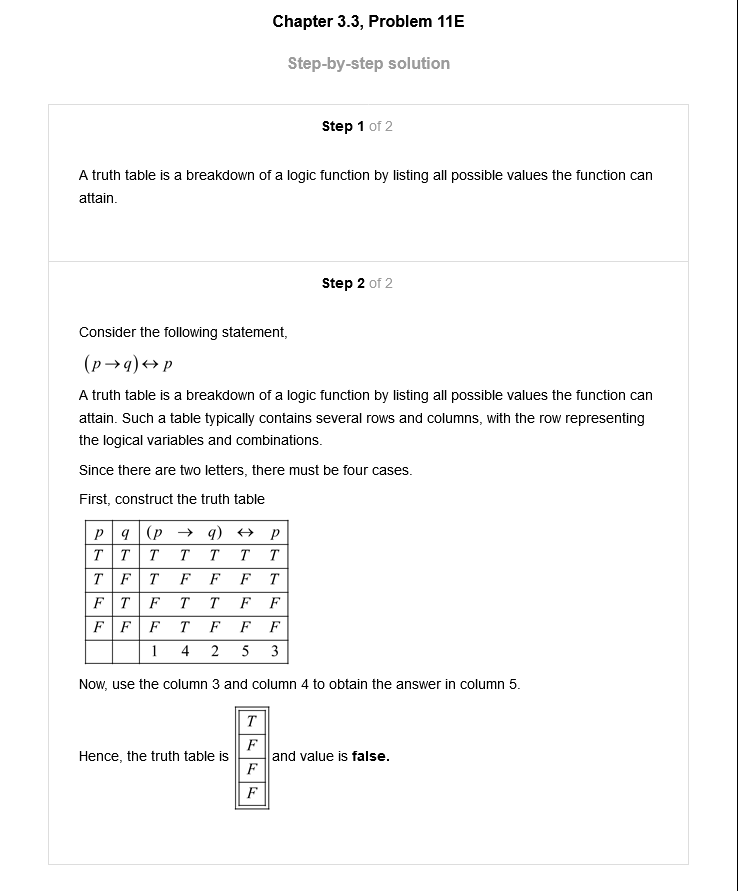 Chapter 3.3, Problem 11E
Step-by-step solution
Step 1 of 2
A truth table is a breakdown of a logic function by listing all possible values the function can
attain.
Step 2 of 2
Consider the following statement,
(p → q) ↔ p
A truth table is a breakdown of a logic function by listing all possible values the function can
attain. Such a table typically contains several rows and columns, with the row representing
the logical variables and combinations.
Since there are two letters, there must be four cases.
First, construct the truth table
p q (p → q) ↔ p
T T T T T T T
T F T F F F T
F T F T T F F
F F F T F F F
1 4 2 5 3
Now, use the column 3 and column 4 to obtain the answer in column 5.
T
F
Hence, the truth table is and value is false.
F
F